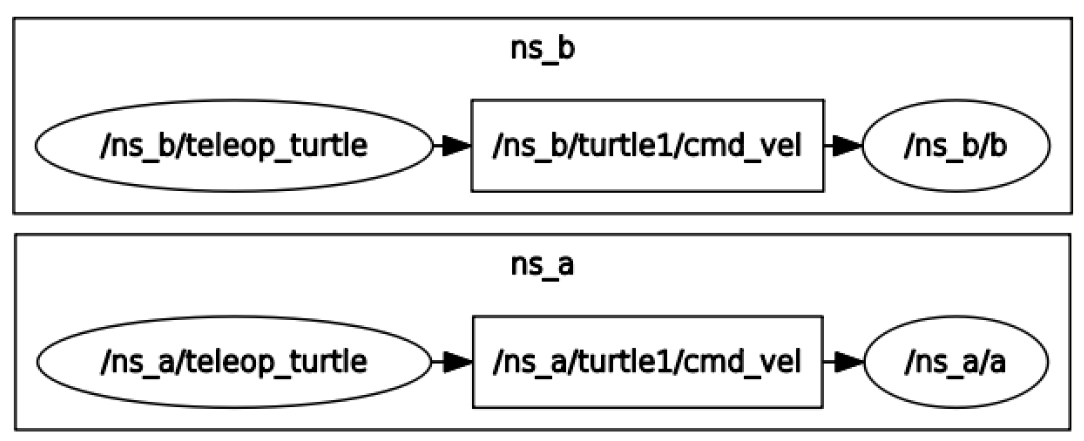 ns_b
/ns_b/teleop_turtle
/ns_b/turtle1/cmd_vel
/ns_b/b
ns_a
/ns_a/teleop_turtle
/ns_a/turtle1/cmd_vel
/ns_a/a